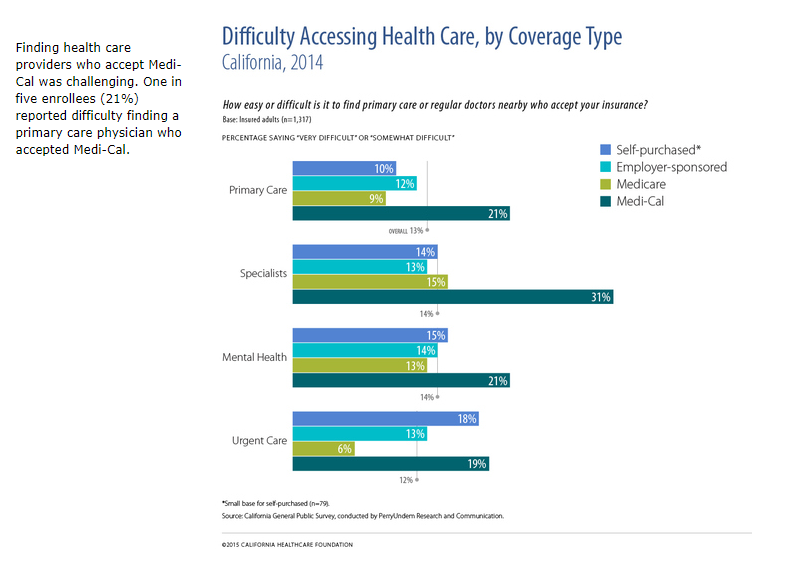 Finding health care
providers who accept Medi-
Cal was challenging. One in
five enrollees (21%)
reported difficulty finding a
primary care physician who
accepted Medi-Cal.
Difficulty Accessing Health Care, by Coverage Type
California, 2014
How easy or difficult is it to find primary care or regular doctors nearby who accept your insurance?
Base: Insured adults (n=1,317)
PERCENTAGE SAYING “VERY DIFFICULT” OR “SOMEWHAT DIFFICULT”
Self-purchased*
Employer-sponsored
Medicare
Medi-Cal
Primary Care
10%
12%
9%
21%
OVERALL 13%
Specialists
14%
13%
15%
31%
14%
Mental Health
15%
14%
13%
21%
14%
Urgent Care
18%
13%
6%
19%
12%
*Small base for self-purchased (n=79).
Source: California General Public Survey, conducted by PerryUndem Research and Communication.
©2015 CALIFORNIA HEALTHCARE FOUNDATION